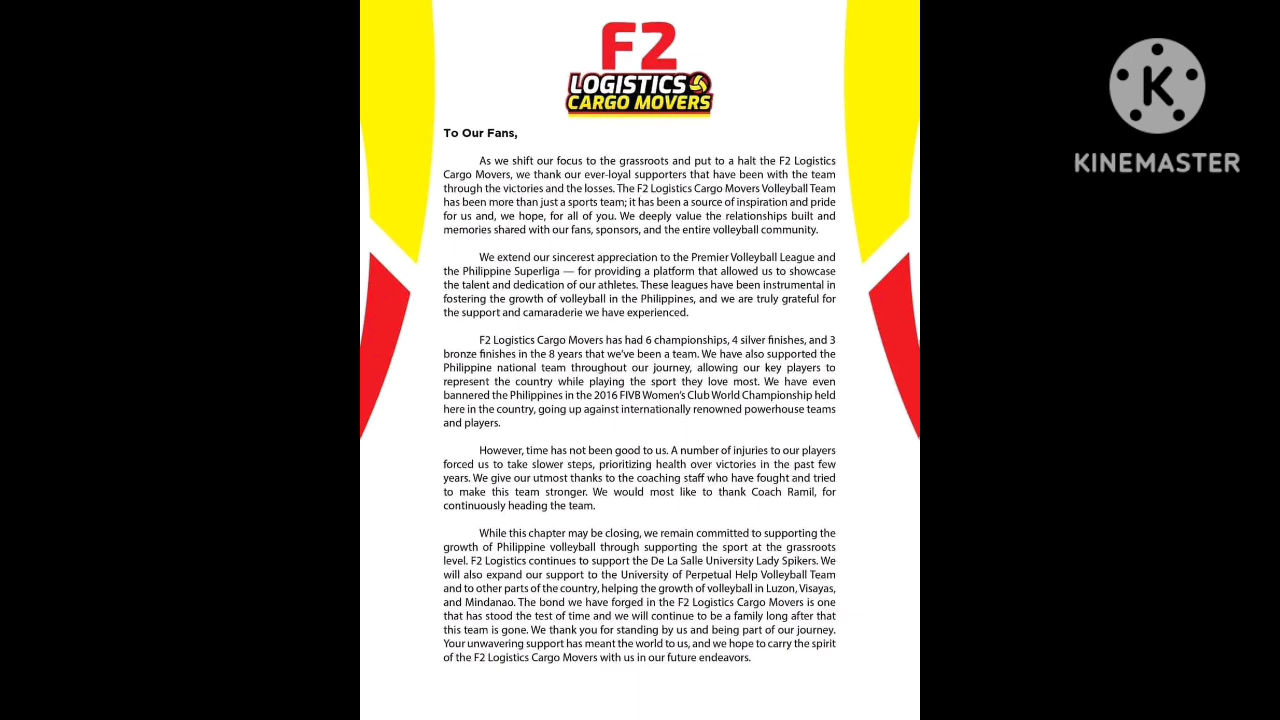 F2
LOGISTICS
CARGO MOVERS
K
KINEMASTER
To Our Fans,
As we shift our focus to the grassroots and put to a halt the F2 Logistics
Cargo Movers, we thank our ever-loyal supporters that have been with the team
through the victories and the losses. The F2 Logistics Cargo Movers Volleyball Team
has been more than just a sports team; it has been a source of inspiration and pride
for us and, we hope, for all of you. We deeply value the relationships built and
memories shared with our fans, sponsors, and the entire volleyball community.
We extend our sincerest appreciation to the Premier Volleyball League and
the Philippine Superliga — for providing a platform that allowed us to showcase
the talent and dedication of our athletes. These leagues have been instrumental in
fostering the growth of volleyball in the Philippines, and we are truly grateful for
the support and camaraderie we have experienced.
F2 Logistics Cargo Movers has had 6 championships, 4 silver finishes, and 3
bronze finishes in the 8 years that we've been a team. We have also supported the
Philippine national team throughout our journey, allowing our key players to
represent the country while playing the sport they love most. We have even
bannered the Philippines in the 2016 FIVB Women's Club World Championship held
here in the country, going up against internationally renowned powerhouse teams
and players.
However, time has not been good to us. A number of injuries to our players
forced us to take slower steps, prioritizing health over victories in the past few
years. We give our utmost thanks to the coaching staff who have fought and tried
to make this team stronger. We would most like to thank Coach Ramil, for
continuously heading the team.
While this chapter may be closing, we remain committed to supporting the
growth of Philippine volleyball through supporting the sport at the grassroots
level. F2 Logistics continues to support the De La Salle University Lady Spikers. We
will also expand our support to the University of Perpetual Help Volleyball Team
and to other parts of the country, helping the growth of volleyball in Luzon, Visayas,
and Mindanao. The bond we have forged in the F2 Logistics Cargo Movers is one
that has stood the test of time and we will continue to be a family long after that
this team is gone. We thank you for standing by us and being part of our journey.
Your unwavering support has meant the world to us, and we hope to carry the spirit
of the F2 Logistics Cargo Movers with us in our future endeavors.